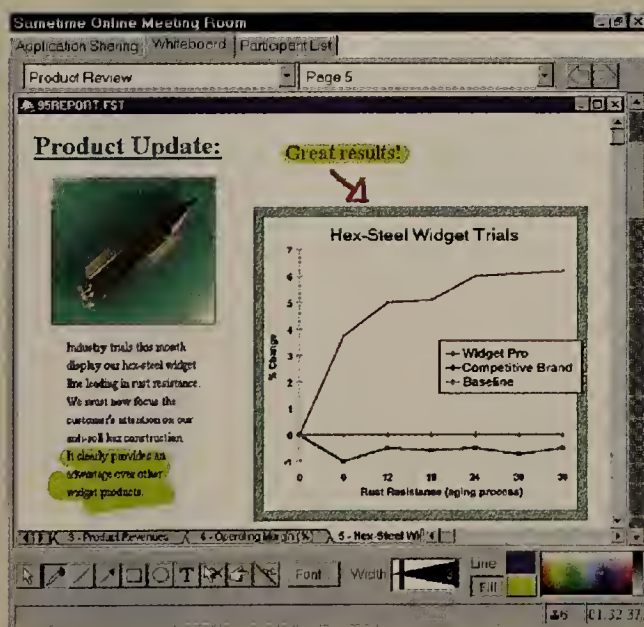 Sametime Online Meeting Room
Application Sharing Whiteboard Participant List
Product Review Page 5
95REPORT.FST
Product Update:
Great results!
Hex-Steel Widget Trials
Industry trials this month
display our hex-steel widget
line leading in rust resistance.
We must now focus the
customer's attention on our
anti-roll hex construction.
It clearly provides an
advantage over other
widget products.
% Change
7
6
5
4
3
2
1
0
-1
Widget Pro
Competitive Brand
Baseline
0 6 12 18 24 30 36
Rust Resistance (aging process)
3 - Product Revenues 4 - Operating Margin (%) 5 - Hex-Steel Wi
T Font Width Line
Fill
6 01:32:37